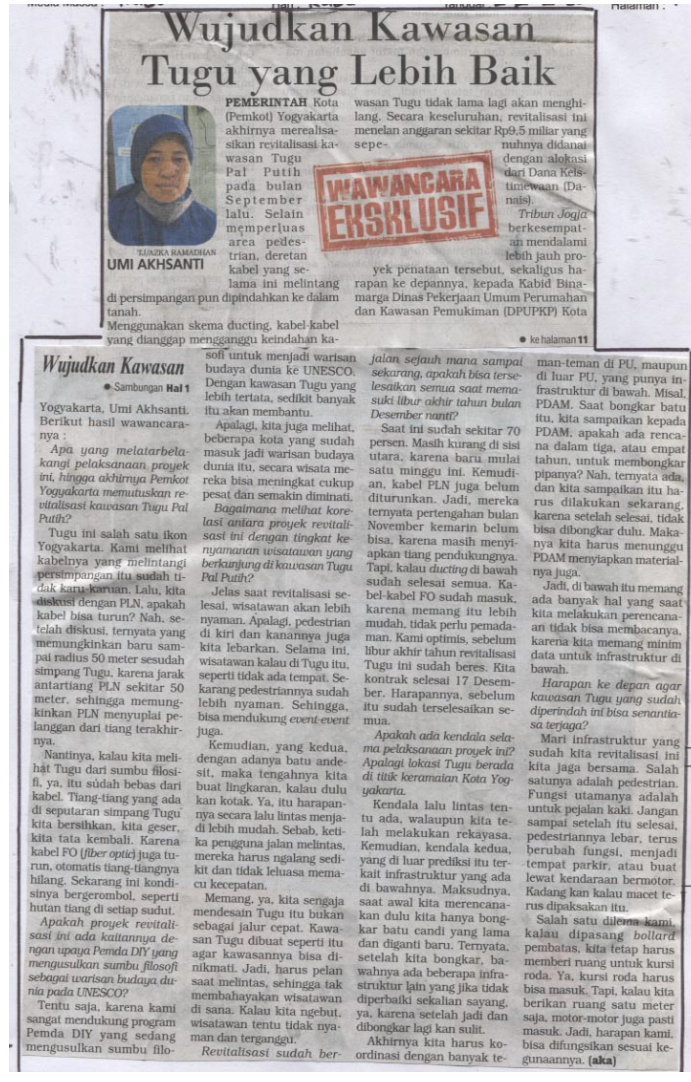 Wujudkan Kawasan
Tugu yang Lebih Baik
PEMERINTAH Kota
(Pemkot) Yogyakarta
akhirnya merealisa-
sikan revitalisasi ka-
wasan Tugu
Pal Putih
pada bulan
September
lalu. Selain
memperluas
area pedes-
trian, deretan
kabel yang se-
lama ini melintang
di persimpangan pun dipindahkan ke dalam
tanah.
Menggunakan skema ducting, kabel-kabel
yang dianggap mengganggu keindahan ka-
RAMADHAN
UMI AKHSANTI
wasan Tugu tidak lama lagi akan menghi-
lang. Secara keseluruhan, revitalisasi ini
menelan anggaran sekitar Rp9,5 miliar yang
sepe-
nuhnya didanai
dengan alokasi
dari Dana Keis-
timewaan (Da-
nais).
Tribun Jogja
berkesempat-
an mendalami
lebih jauh pro-
yek penataan tersebut, sekaligus ha-
rapan ke depannya, kepada Kabid Bina-
marga Dinas Pekerjaan Umum Perumahan
dan Kawasan Pemukiman (DPUPKP) Kota
WAWANCARA
EKSKLUSIF
● ke halaman 11
Wujudkan Kawasan
● Sambungan Hal 1
Yogyakarta, Umi Akhsanti.
Berikut hasil wawancara-
nya :
Apa yang melatarbela-
kangi pelaksanaan proyek
ini, hingga akhirnya Pemkot
Yogyakarta memutuskan re-
vitalisasi kawasan Tugu Pal
Putih?
Tugu ini salah satu ikon
Yogyakarta. Kami melihat
kabelnya yang melintangi
persimpangan itu sudah ti-
dak karu-karuan. Lalu, kita
diskusi dengan PLN, apakah
kabel bisa turun? Nah, se-
telah diskusi, ternyata yang
memungkinkan baru sam-
pai radius 50 meter sesudah
simpang Tugu, karena jarak
antartiang PLN sekitar 50
meter, sehingga memung-
kinkan PLN menyuplai pe-
langgan dari tiang terakhir-
nya.
Nantinya, kalau kita meli-
hat Tugu dari sumbu filoso-
fi, ya, itu sudah bebas dari
kabel. Tiang-tiang yang ada
di seputaran simpang Tugu
kita bersihkan, kita geser,
kita tata kembali. Karena
kabel FO (fiber optic) juga tu-
run, otomatis tiang-tiangnya
hilang. Sekarang ini kondi-
sinya bergerombol, seperti
hutan tiang di setiap sudut.
Apakah proyek revitali-
sasi ini ada kaitannya de-
ngan upaya Pemda DIY yang
mengusulkan sumbu filosofi
sebagai warisan budaya du-
nia pada UNESCO?
Tentu saja, karena kami
sangat mendukung program
Pemda DIY yang sedang
mengusulkan sumbu filo-
sofi untuk menjadi warisan
budaya dunia ke UNESCO.
Dengan kawasan Tugu yang
lebih tertata, sedikit banyak
itu akan membantu.
Apalagi, kita juga melihat,
beberapa kota yang sudah
masuk jadi warisan budaya
dunia itu, secara wisata me-
reka bisa meningkat cukup
pesat dan semakin diminati.
Bagaimana melihat kore-
lasi antara proyek revitali-
sasi ini dengan tingkat ke-
nyamanan wisatawan yang
berkunjung di kawasan Tugu
Pal Putih?
Jelas saat revitalisasi se-
lesai, wisatawan akan lebih
nyaman. Apalagi, pedestrian
di kiri dan kanannya juga
kita lebarkan. Selama ini,
wisatawan kalau di Tugu itu,
seperti tidak ada tempat. Se-
karang pedestriannya sudah
lebih nyaman. Sehingga,
bisa mendukung event-event
juga.
Kemudian, yang kedua,
dengan adanya batu ande-
sit, maka tengahnya kita
buat lingkaran, kalau dulu
kan kotak. Ya, itu harapan-
nya secara lalu lintas menja-
di lebih mudah. Sebab, keti-
ka pengguna jalan melintas,
mereka harus ngalang sedi-
kit dan tidak leluasa mema-
cu kecepatan.
Memang, ya, kita sengaja
mendesain Tugu itu bukan
sebagai jalur cepat. Kawa-
san Tugu dibuat seperti itu
agar kawasannya bisa di-
nikmati. Jadi, harus pelan
saat melintas, sehingga tak
membahayakan wisatawan
di sana. Kalau kita ngebut,
wisatawan tentu tidak nya-
man dan terganggu.
Revitalisasi sudah ber-
jalan sejauh mana sampai
sekarang, apakah bisa terse-
lesaikan semua saat mema-
suki libur akhir tahun bulan
Desember nanti?
Saat ini sudah sekitar 70
persen. Masih kurang di sisi
utara, karena baru mulai
satu minggu ini. Kemudi-
an, kabel PLN juga belum
diturunkan. Jadi, mereka
ternyata pertengahan bulan
November kemarin belum
bisa, karena masih menyi-
apkan tiang pendukungnya.
Tapi, kalau ducting di bawah
sudah selesai semua. Ka-
bel-kabel FO sudah masuk,
karena memang itu lebih
mudah, tidak perlu pemada-
man. Kami optimis, sebelum
libur akhir tahun revitalisasi
Tugu ini sudah beres. Kita
kontrak selesai 17 Desem-
ber. Harapannya, sebelum
itu sudah terselesaikan se-
mua.
Apakah ada kendala sela-
ma pelaksanaan proyek ini?
Apalagi lokasi Tugu berada
di titik keramaian Kota Yog-
yakarta.
Kendala lalu lintas ten-
tu ada, walaupun kita te-
lah melakukan rekayasa.
Kemudian, kendala kedua,
yang di luar prediksi itu ter-
kait infrastruktur yang ada
di bawahnya. Maksudnya,
saat awal kita merencana-
kan dulu kita hanya bong-
kar batu candi yang lama
dan diganti baru. Ternyata,
setelah kita bongkar, ba-
wahnya ada beberapa infra-
struktur lain yang jika tidak
diperbaiki sekalian sayang,
ya, karena setelah jadi dan
dibongkar lagi kan sulit.
Akhirnya kita harus ko-
ordinasi dengan banyak te-
man-teman di PU, maupun
di luar PU, yang punya in-
frastruktur di bawah. Misal,
PDAM. Saat bongkar batu
itu, kita sampaikan kepada
PDAM, apakah ada renca-
na dalam tiga, atau empat
tahun, untuk membongkar
pipanya? Nah, ternyata ada,
dan kita sampaikan itu ha-
rus dilakukan sekarang,
karena setelah selesai, tidak
bisa dibongkar dulu. Maka-
nya kita harus menunggu
PDAM menyiapkan material-
nya juga.
Jadi, di bawah itu memang
ada banyak hal yang saat
kita melakukan perencana-
an tidak bisa membacanya,
karena kita memang minim
data untuk infrastruktur di
bawah.
Harapan ke depan agar
kawasan Tugu yang sudah
diperindah ini bisa senanti-
asa terjaga?
Mari infrastruktur yang
sudah kita revitalisasi ini
kita jaga bersama. Salah
satunya adalah pedestrian.
Fungsi utamanya adalah
untuk pejalan kaki. Jangan
sampai setelah itu selesai,
pedestriannya lebar, terus
berubah fungsi, menjadi
tempat parkir, atau buat
lewat kendaraan bermotor.
Kadang kan kalau macet te-
rus dipaksakan itu.
Salah satu dilema kami,
kalau dipasang bollard
pembatas, kita tetap harus
memberi ruang untuk kursi
roda. Ya, kursi roda harus
bisa masuk. Tapi, kalau kita
berikan ruang satu meter
saja, motor-motor juga pasti
masuk. Jadi, harapan kami,
bisa difungsikan sesuai ke-
gunaannya. (aka)